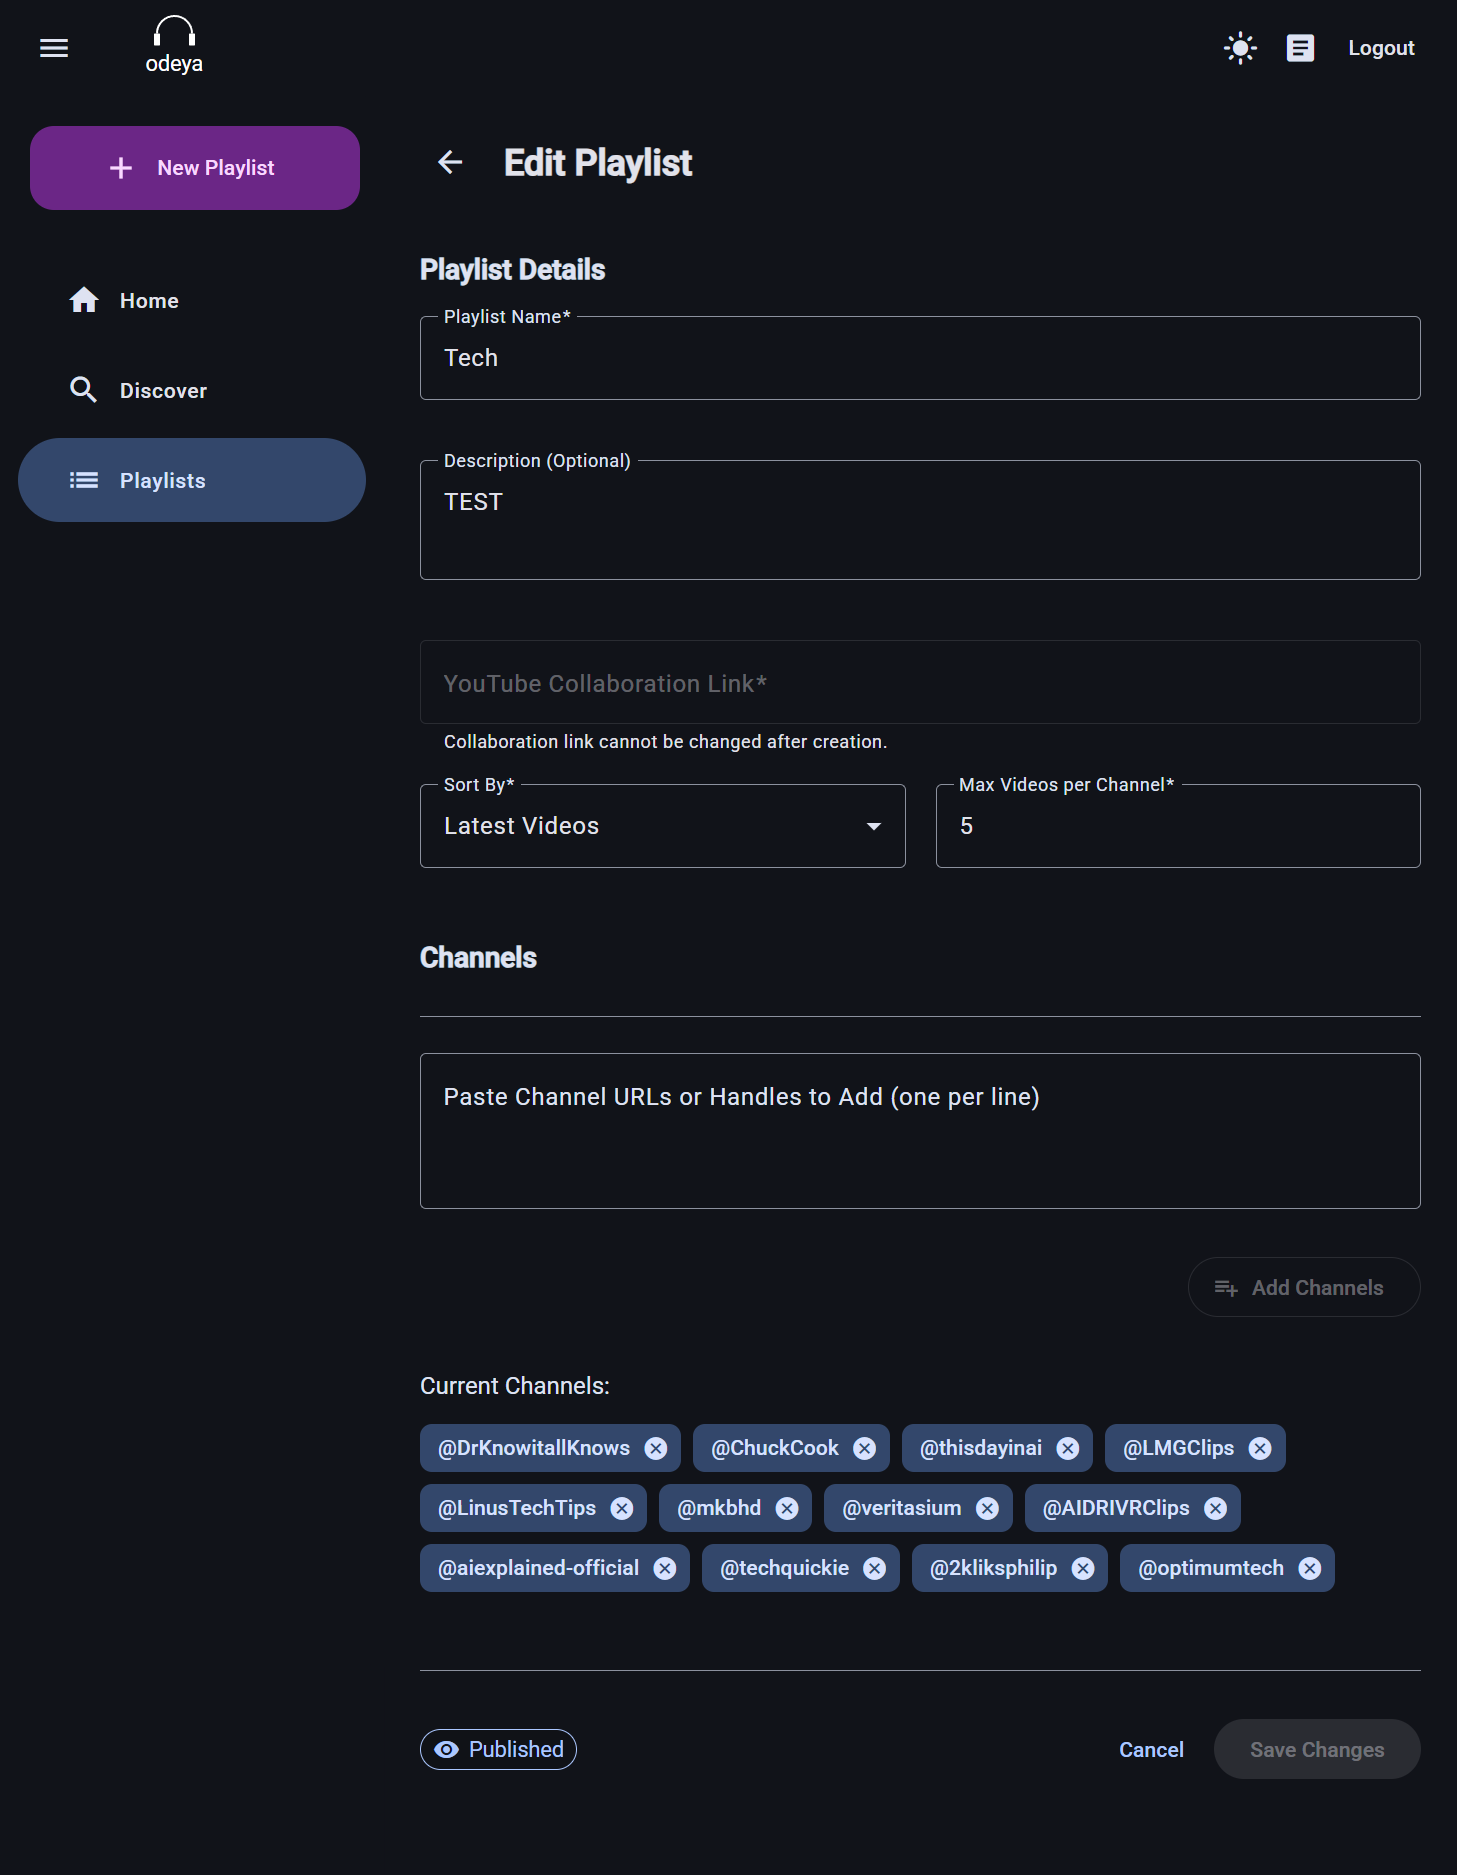 odeya
Logout
New Playlist
Home
Discover
Playlists
Edit Playlist
Playlist Details
Playlist Name*
Tech
Description (Optional)
TEST
YouTube Collaboration Link*
Collaboration link cannot be changed after creation.
Sort By*
Latest Videos
Max Videos per Channel*
5
Channels
Paste Channel URLs or Handles to Add (one per line)
Add Channels
Current Channels:
@DrKnowitallKnows @ChuckCook @thisdayinai @LMGClips
@LinusTechTips @mkbhd @veritasium @AIDRIVRClips
@aiexplained-official @techquickie @2kliksphilip @optimumtech
Published
Cancel
Save Changes